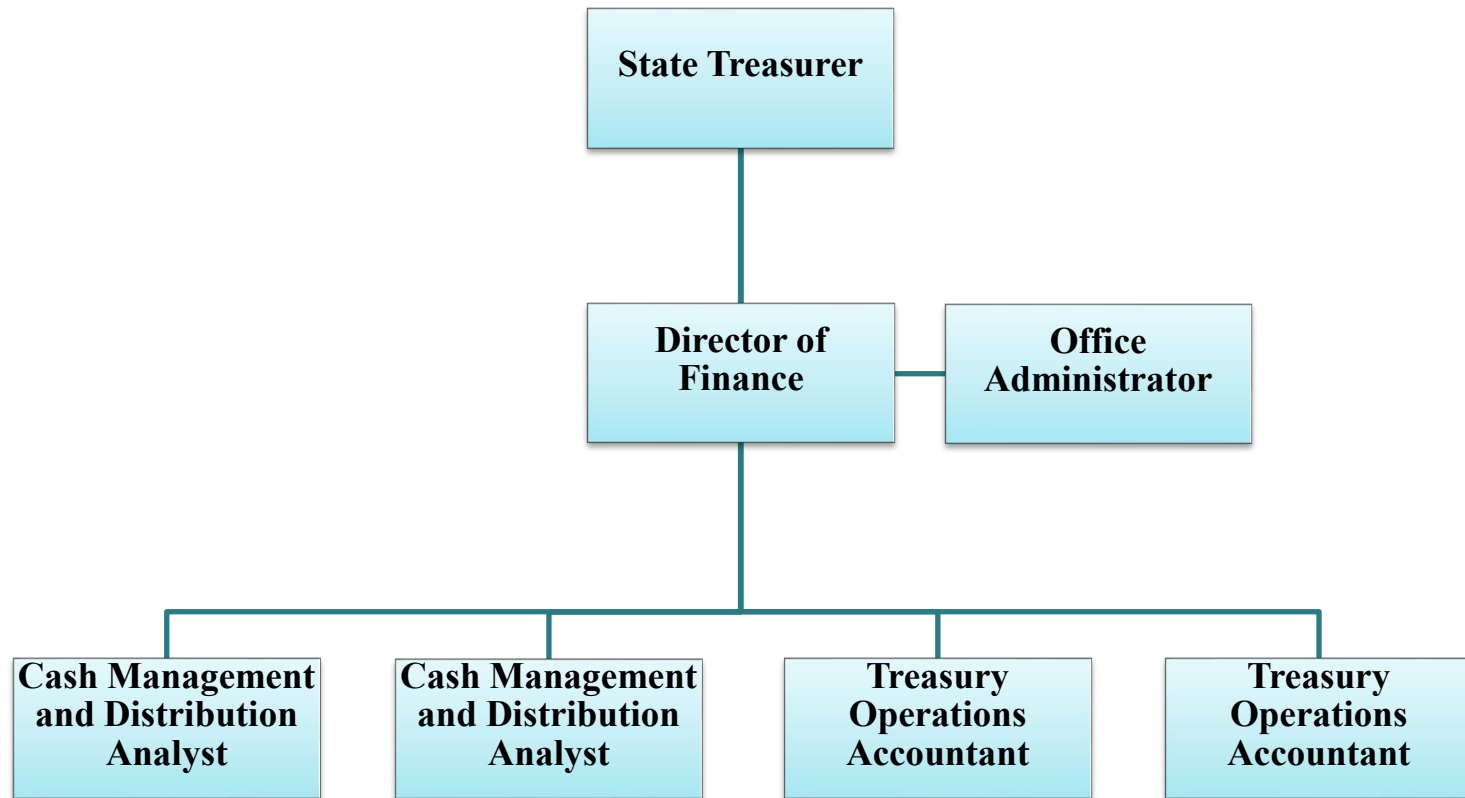 State Treasurer
Director of
Finance
Office
Administrator
Cash Management
and Distribution
Analyst
Cash Management
and Distribution
Analyst
Treasury
Operations
Accountant
Treasury
Operations
Accountant